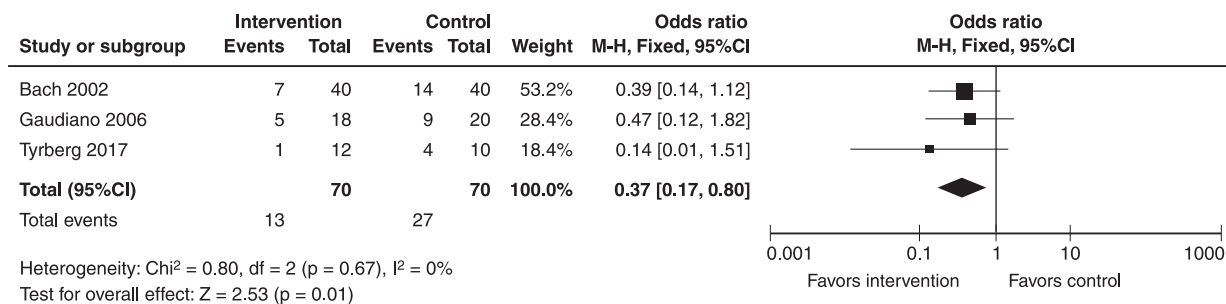 Intervention Control Odds ratio Odds ratio
Study or subgroup Events Total Events Total Weight M-H, Fixed, 95%CI M-H, Fixed, 95%CI
Bach 2002 7 40 14 40 53.2% 0.39 [0.14, 1.12]
Gaudiano 2006 5 18 9 20 28.4% 0.47 [0.12, 1.82]
Tyrberg 2017 1 12 4 10 18.4% 0.14 [0.01, 1.51]
Total (95%CI) 70 70 100.0% 0.37 [0.17, 0.80]
Total events 13 27
0.001 0.1 1 10 1000
Heterogeneity: Chi² = 0.80, df = 2 (p = 0.67), I² = 0%
Favors intervention Favors control
Test for overall effect: Z = 2.53 (p = 0.01)